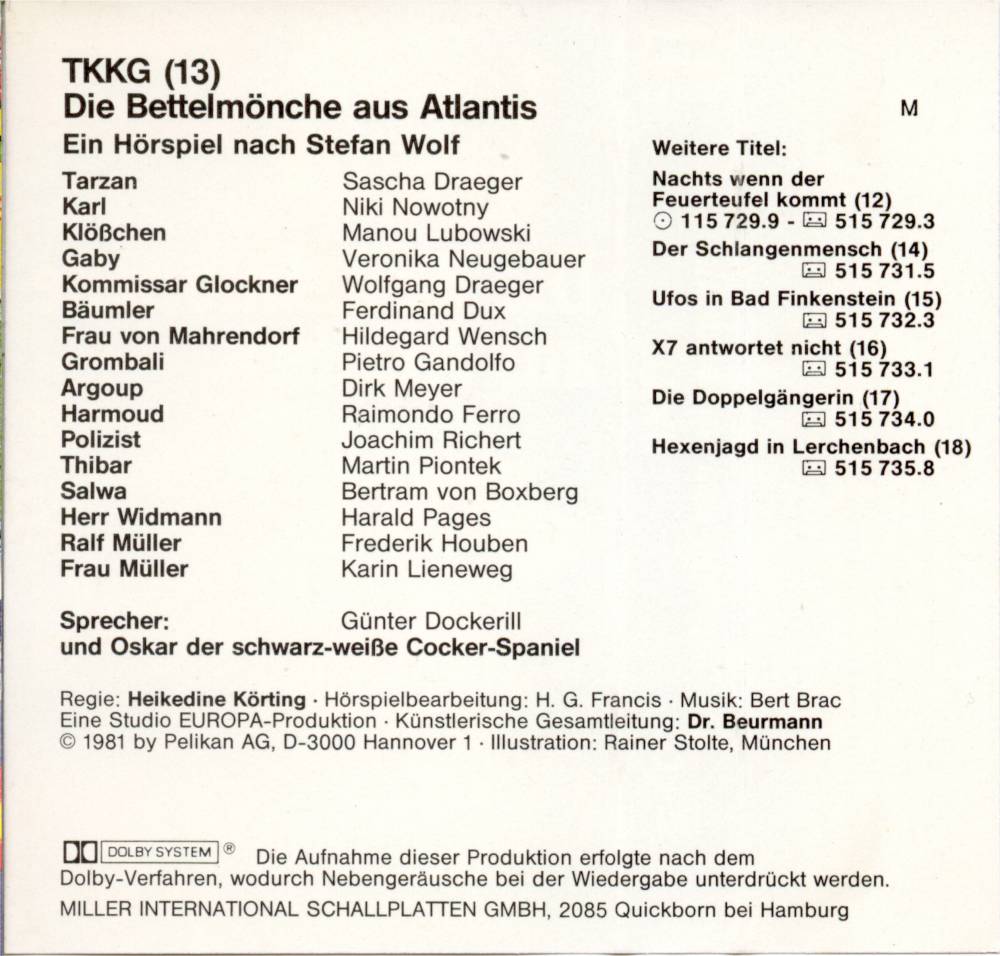 TKKG (13)
Die Bettelmönche aus Atlantis
M
Ein Hörspiel nach Stefan Wolf
Tarzan Sascha Draeger
Karl Niki Nowotny
Klößchen Manou Lubowski
Gaby Veronika Neugebauer
Kommissar Glockner Wolfgang Draeger
Bäumler Ferdinand Dux
Frau von Mahrendorf Hildegard Wensch
Grombali Pietro Gandolfo
Argoup Dirk Meyer
Harmoud Raimondo Ferro
Polizist Joachim Richert
Thibar Martin Piontek
Salwa Bertram von Boxberg
Herr Widmann Harald Pages
Ralf Müller Frederik Houben
Frau Müller Karin Lieneweg
Sprecher: Günter Dockerill
und Oskar der schwarz-weiße Cocker-Spaniel
Weitere Titel:
Nachts wenn der
Feuerteufel kommt (12)
115 729.9 - 515 729.3
Der Schlangenmensch (14)
515 731.5
Ufos in Bad Finkenstein (15)
515 732.3
X7 antwortet nicht (16)
515 733.1
Die Doppelgängerin (17)
515 734.0
Hexenjagd in Lerchenbach (18)
515 735.8
Regie: Heikedine Körting · Hörspielbearbeitung: H. G. Francis · Musik: Bert Brac
Eine Studio EUROPA-Produktion · Künstlerische Gesamtleitung: Dr. Beurmann
© 1981 by Pelikan AG, D-3000 Hannover 1 · Illustration: Rainer Stolte, München
DOLBY SYSTEM ® Die Aufnahme dieser Produktion erfolgte nach dem
Dolby-Verfahren, wodurch Nebengeräusche bei der Wiedergabe unterdrückt werden.
MILLER INTERNATIONAL SCHALLPLATTEN GMBH, 2085 Quickborn bei Hamburg